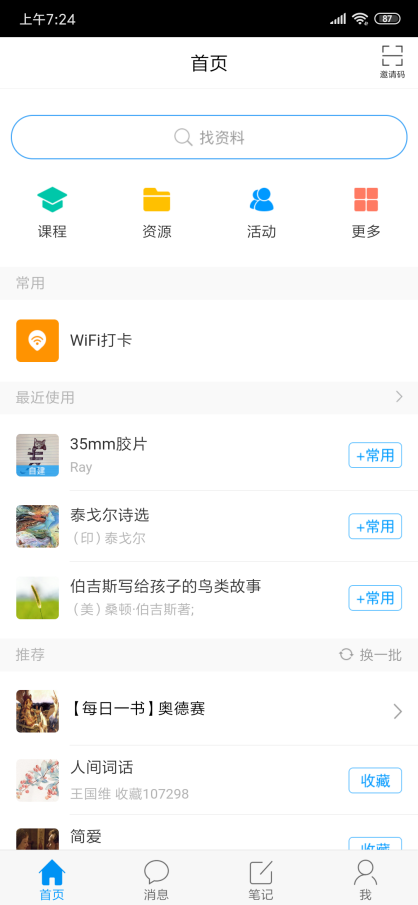 上午7:24
87
首页
邀请码
找资料
课程
资源
活动
更多
常用
WiFi打卡
最近使用
35mm胶片
Ray
自建
+常用
泰戈尔诗选
（印）泰戈尔
+常用
伯吉斯写给孩子的鸟类故事
（美）桑顿·伯吉斯著;
+常用
推荐
换一批
【每日一书】奥德赛
人间词话
王国维 收藏107298
收藏
简爱
收藏
首页
消息
笔记
我